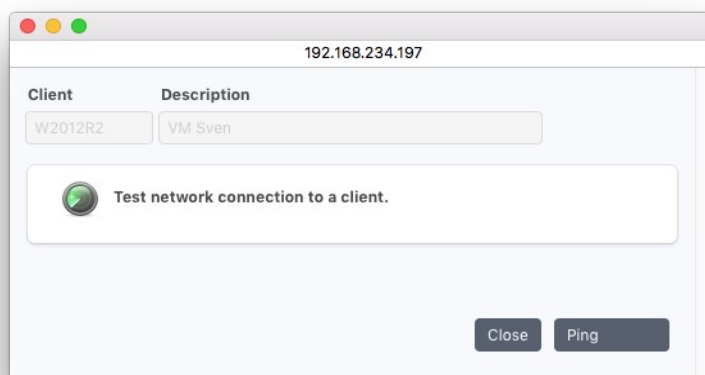 192.168.234.197
Client Description
W2012R2 VM Sven
Test network connection to a client.
Close Ping